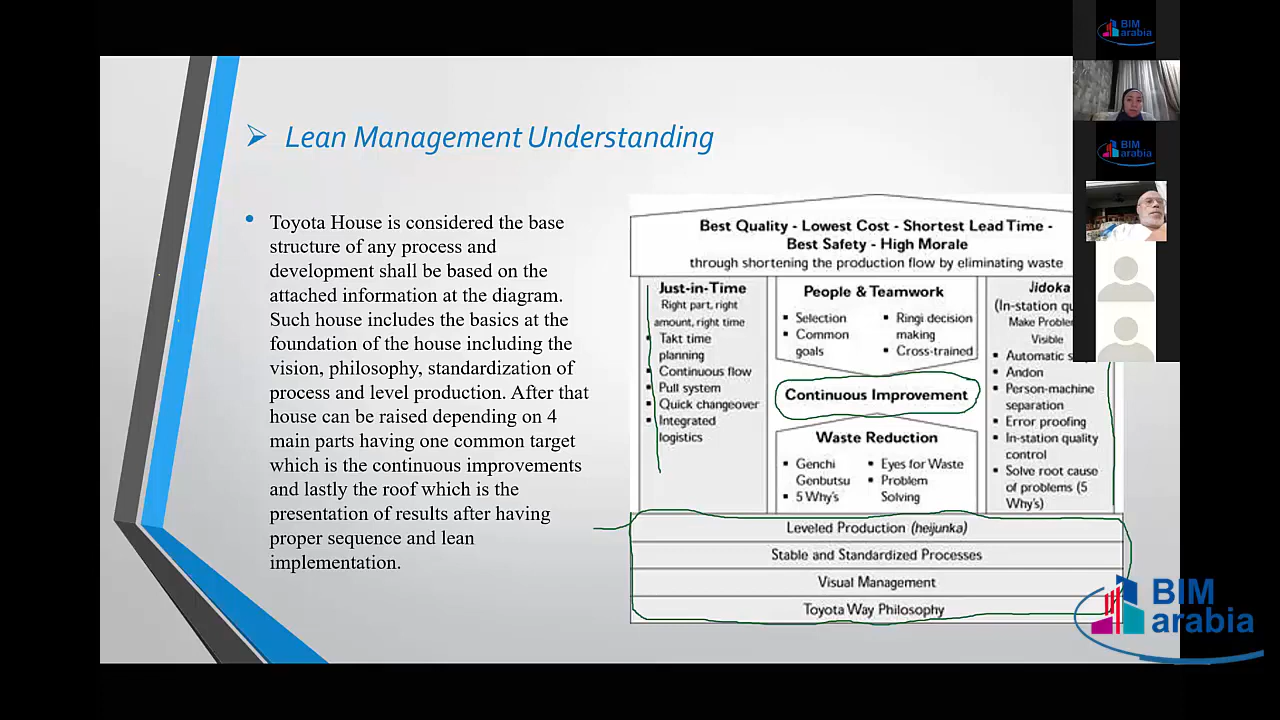 Lean Management Understanding
Toyota House is considered the base
structure of any process and
development shall be based on the
attached information at the diagram.
Such house includes the basics at the
foundation of the house including the
vision, philosophy, standardization of
process and level production. After that
house can be raised depending on 4
main parts having one common target
which is the continuous improvements
and lastly the roof which is the
presentation of results after having
proper sequence and lean
implementation.
Best Quality - Lowest Cost - Shortest Lead Time -
Best Safety - High Morale
through shortening the production flow by eliminating waste
Just-in-Time
Right part, right
amount, right time
Takt time
planning
Continuous flow
Pull system
Quick changeover
Integrated
logistics
People & Teamwork
Selection
Common
goals
Ringi decision
making
Cross-trained
Continuous Improvement
Waste Reduction
Genchi
Genbutsu
5 Why's
Eyes for Waste
Problem
Solving
Jidoka
(In-station
Make
Visible
Automatic
Andon
Person-machine
separation
Error proofing
In-station quality
control
Solve root cause
of problems (5
Why's)
Leveled Production (heijunka)
Stable and Standardized Processes
Visual Management
Toyota Way Philosophy
BIM
arabia
BIM
arabia
BIM
arabia